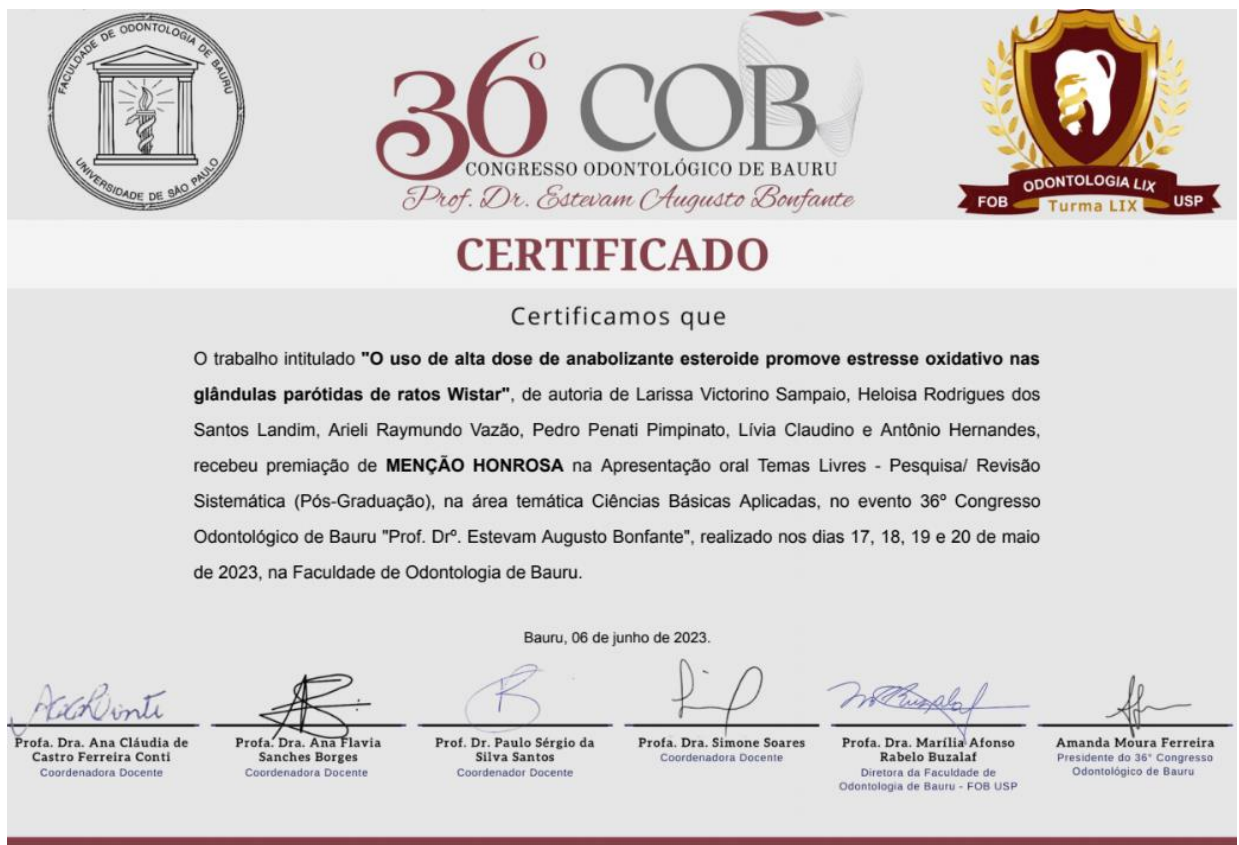 FACULDADE DE ODONTOLOGIA DE BAURU
UNIVERSIDADE DE SÃO PAULO
36º COB
CONGRESSO ODONTOLÓGICO DE BAURU
Prof. Dr. Estevam Augusto Bonfante
ODONTOLOGIA LIX
FOB Turma LIX USP
CERTIFICADO
Certificamos que
O trabalho intitulado "O uso de alta dose de anabolizante esteroide promove estresse oxidativo nas
glândulas parótidas de ratos Wistar", de autoria de Larissa Victorino Sampaio, Heloisa Rodrigues dos
Santos Landim, Arieli Raymundo Vazão, Pedro Penati Pimpinato, Lívia Claudino e Antônio Hernandes,
recebeu premiação de MENÇÃO HONROSA na Apresentação oral Temas Livres - Pesquisa/ Revisão
Sistemática (Pós-Graduação), na área temática Ciências Básicas Aplicadas, no evento 36º Congresso
Odontológico de Bauru "Prof. Drº. Estevam Augusto Bonfante", realizado nos dias 17, 18, 19 e 20 de maio
de 2023, na Faculdade de Odontologia de Bauru.
Bauru, 06 de junho de 2023.
Profa. Dra. Ana Cláudia de
Castro Ferreira Conti
Coordenadora Docente
Profa. Dra. Ana Flavia
Sanches Borges
Coordenadora Docente
Prof. Dr. Paulo Sérgio da
Silva Santos
Coordenador Docente
Profa. Dra. Simone Soares
Coordenadora Docente
Profa. Dra. Marília Afonso
Rabelo Buzalaf
Diretora da Faculdade de
Odontologia de Bauru - FOB USP
Amanda Moura Ferreira
Presidente do 36° Congresso
Odontológico de Bauru